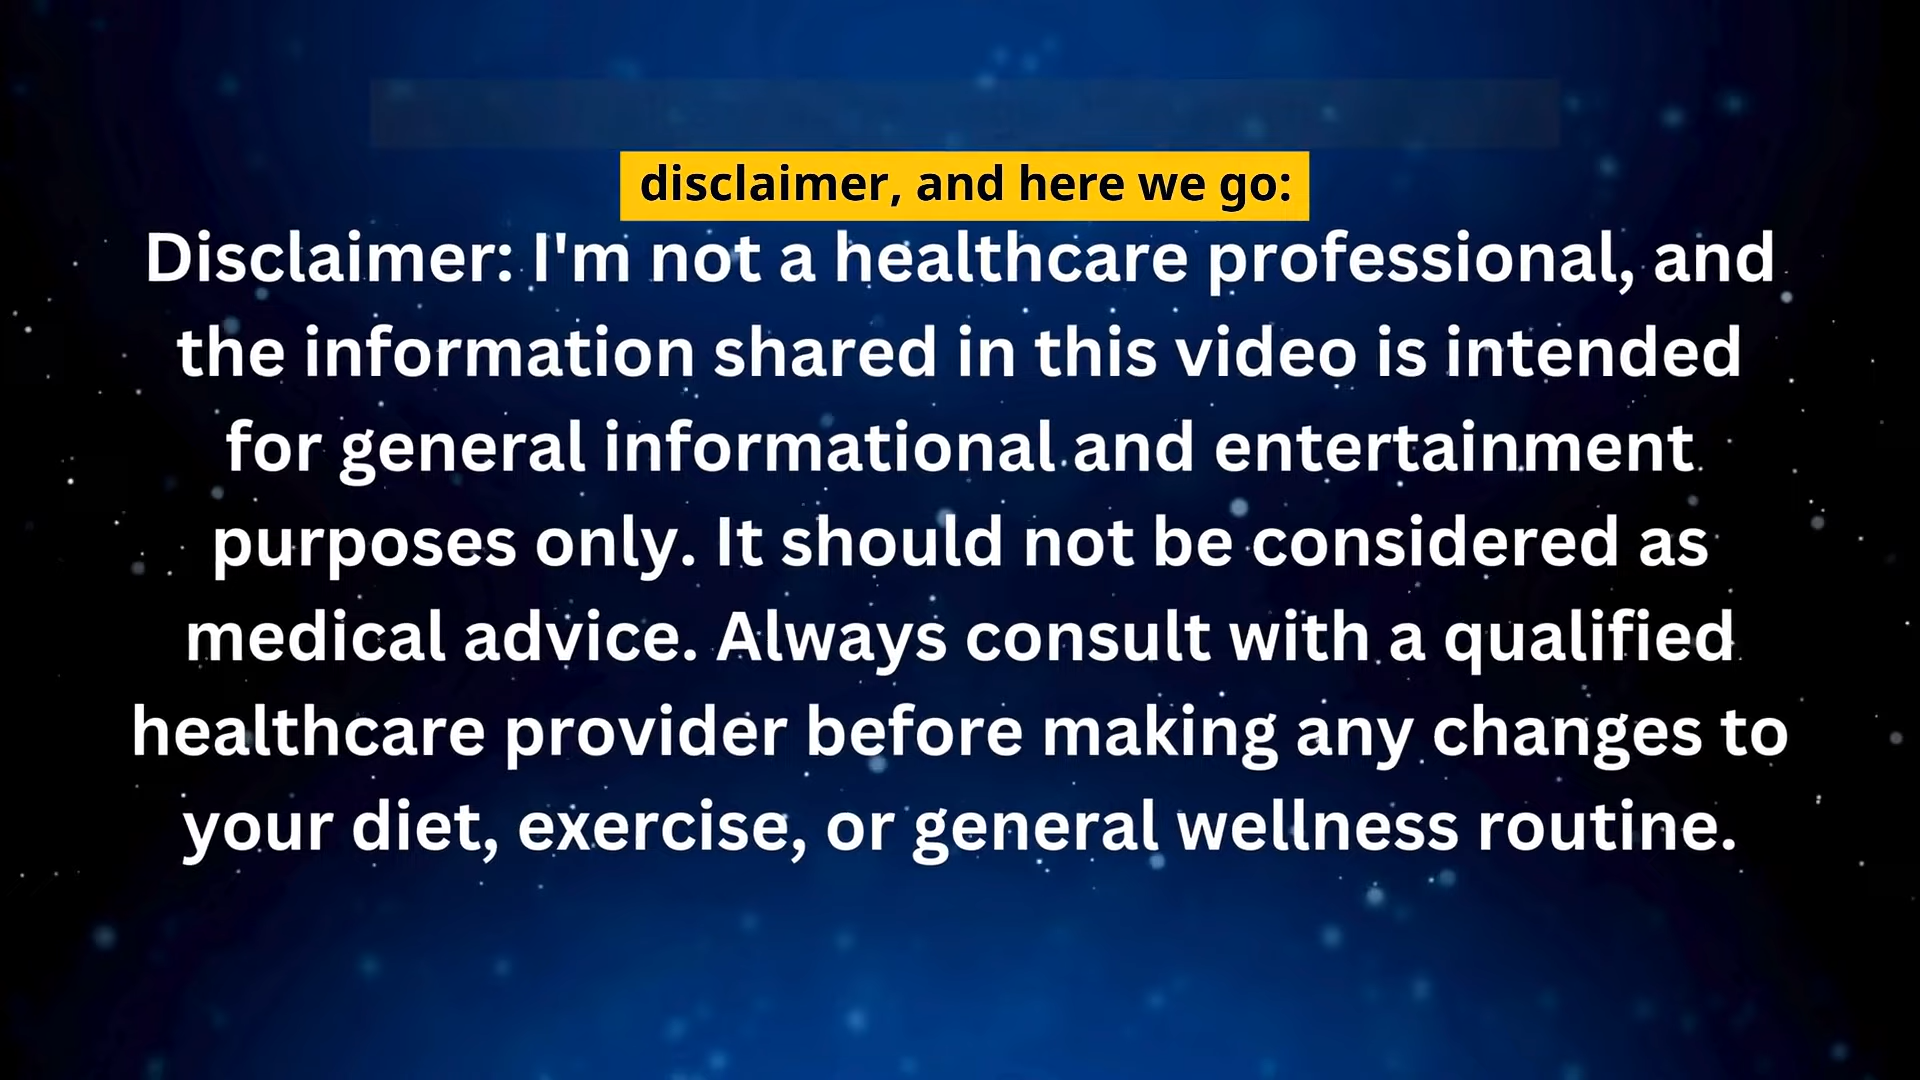 disclaimer, and here we go:
Disclaimer: I'm not a healthcare professional, and
the information shared in this video is intended
for general informational and entertainment
purposes only. It should not be considered as
medical advice. Always consult with a qualified
healthcare provider before making any changes to
your diet, exercise, or general wellness routine.